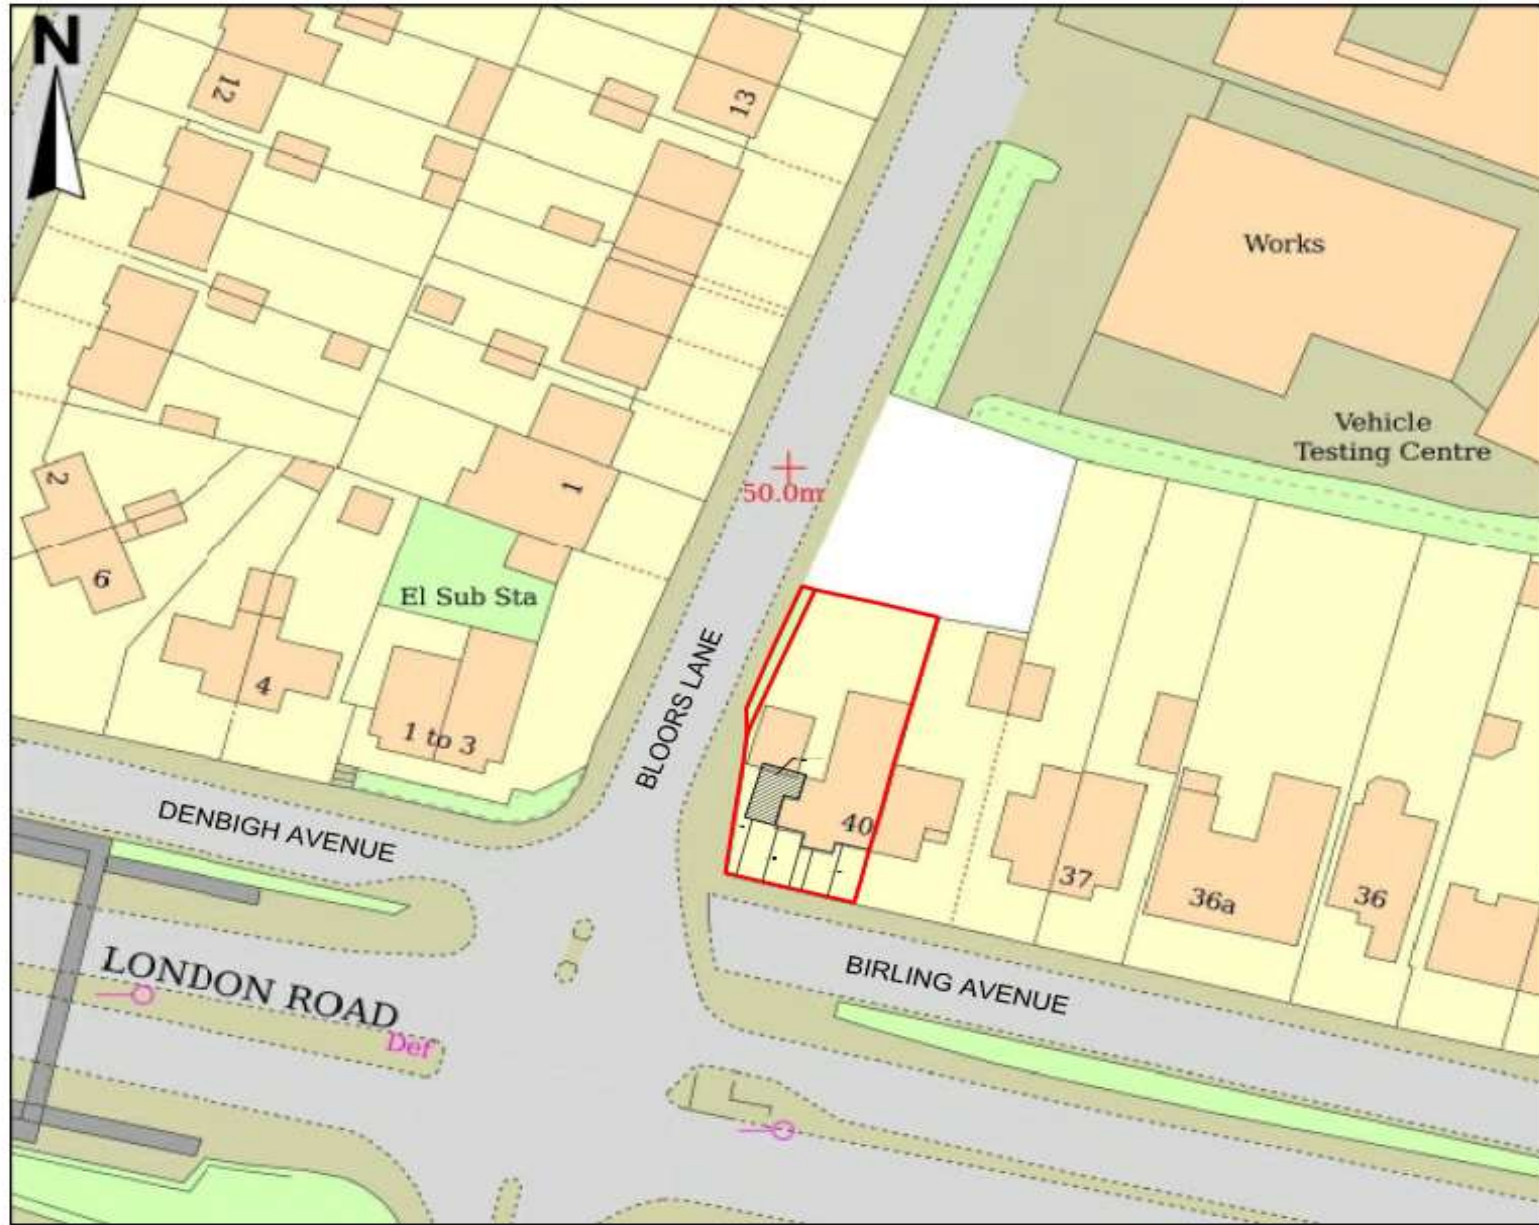 N
12
13
Works
Vehicle
Testing Centre
2
1
50.0m
6
El Sub Sta
4
1 to 3
BLOORS LANE
DENBIGH AVENUE
40
37
36a
36
LONDON ROAD
Def
BIRLING AVENUE